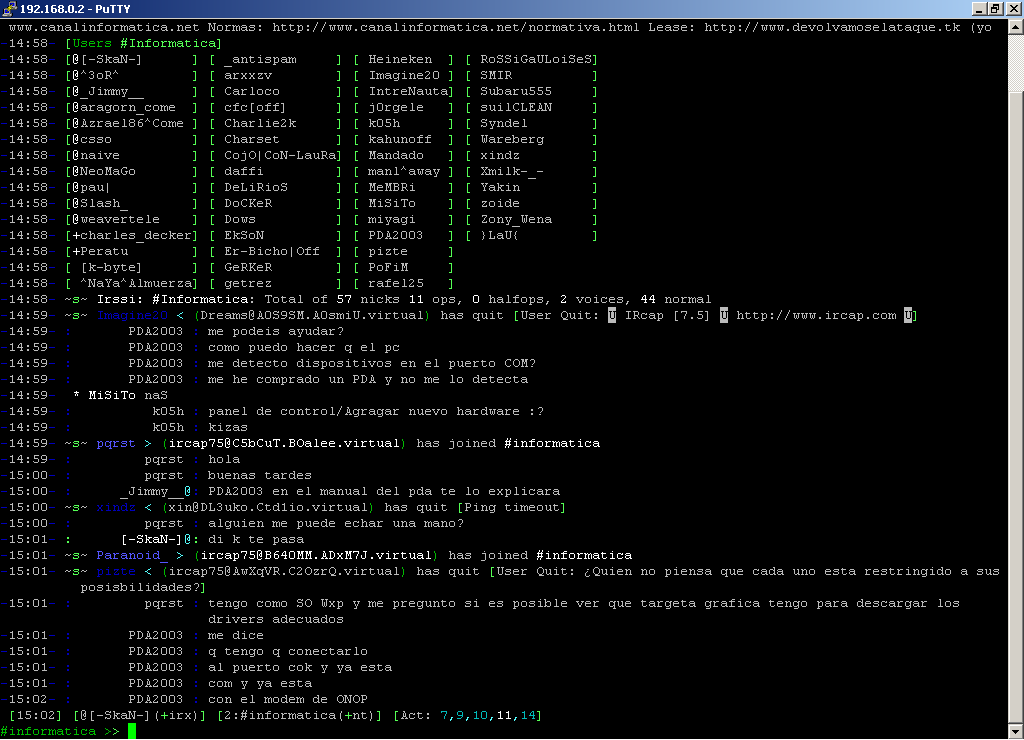 192.168.0.2 - PuTTY
www.canalinformatica.net Normas: http://www.canalinformatica.net/normativa.html Lease: http://www.devolvamoselataque.tk (yo
14:58 [Users #Informatica]
14:58 [@[-SkaN-] ] [ _antispam ] [ Heineken ] [ RoSSiGaULoiSeS]
14:58 [@^3oR^ ] [ arxxzv ] [ Imagine20 ] [ SMIR ]
14:58 [@_Jimmy__ ] [ Carloco ] [ IntreNauta] [ Subaru555 ]
14:58 [@aragorn_come ] [ cfc[off] ] [ jOrgele ] [ suilCLEAN ]
14:58 [@Azrael86^Come ] [ Charlie2k ] [ k05h ] [ Syndel ]
14:58 [@csso ] [ Charset ] [ kahunoff ] [ Wareberg ]
14:58 [@naive ] [ CojO|CoN-LauRa] [ Mandado ] [ xindz ]
14:58 [@NeoMaGo ] [ daffi ] [ manl^away ] [ Xmilk-_- ]
14:58 [@pau| ] [ DeLiRioS ] [ MeMBRi ] [ Yakin ]
14:58 [@Slash_ ] [ DoCKeR ] [ MiSiTo ] [ zoide ]
14:58 [@weavertele ] [ Dows ] [ miyagi ] [ Zony_Wena ]
14:58 [+charles_decker] [ EkSoN ] [ PDA2003 ] [ }LaU{ ]
14:58 [+Peratu ] [ Er-Bicho|Off ] [ pizte ]
14:58 [ [k-byte] ] [ GeRKeR ] [ PoFiM ]
14:58 [ ^NaYa^Almuerza] [ getrez ] [ rafel25 ]
14:58 ~s~ Irssi: #Informatica: Total of 57 nicks 11 ops, 0 halfops, 2 voices, 44 normal
14:59 ~s~ Imagine20 < (Dreams@AOS9SM.AOsmiU.virtual) has quit [User Quit: U IRcap [7.5] U http://www.ircap.com U]
14:59 : PDA2003 : me podeis ayudar?
14:59 : PDA2003 : como puedo hacer q el pc
14:59 : PDA2003 : me detecto dispositivos en el puerto COM?
14:59 : PDA2003 : me he comprado un PDA y no me lo detecta
14:59 * MiSiTo naS
14:59 : k05h : panel de control/Agragar nuevo hardware :?
14:59 : k05h : kizas
14:59 ~s~ pqrst > (ircap75@C5bCuT.BOalee.virtual) has joined #informatica
14:59 : pqrst : hola
15:00 : pqrst : buenas tardes
15:00 : _Jimmy__@: PDA2003 en el manual del pda te lo explicara
15:00 ~s~ xindz < (xin@DL3uko.Ctd1io.virtual) has quit [Ping timeout]
15:00 : pqrst : alguien me puede echar una mano?
15:01 : [-SkaN-]@: di k te pasa
15:01 ~s~ Paranoid_ > (ircap75@B64OMM.ADxM7J.virtual) has joined #informatica
15:01 ~s~ pizte < (ircap75@AwXqVR.C2OzrQ.virtual) has quit [User Quit: ¿Quien no piensa que cada uno esta restringido a sus
posisbilidades?]
15:01 : pqrst : tengo como SO Wxp y me pregunto si es posible ver que targeta grafica tengo para descargar los
drivers adecuados
15:01 : PDA2003 : me dice
15:01 : PDA2003 : q tengo q conectarlo
15:01 : PDA2003 : al puerto cok y ya esta
15:01 : PDA2003 : com y ya esta
15:02 : PDA2003 : con el modem de ONOP
[15:02] [@[-SkaN-](+irx)] [2:#informatica(+nt)] [Act: 7,9,10,11,14]
#informatica >>